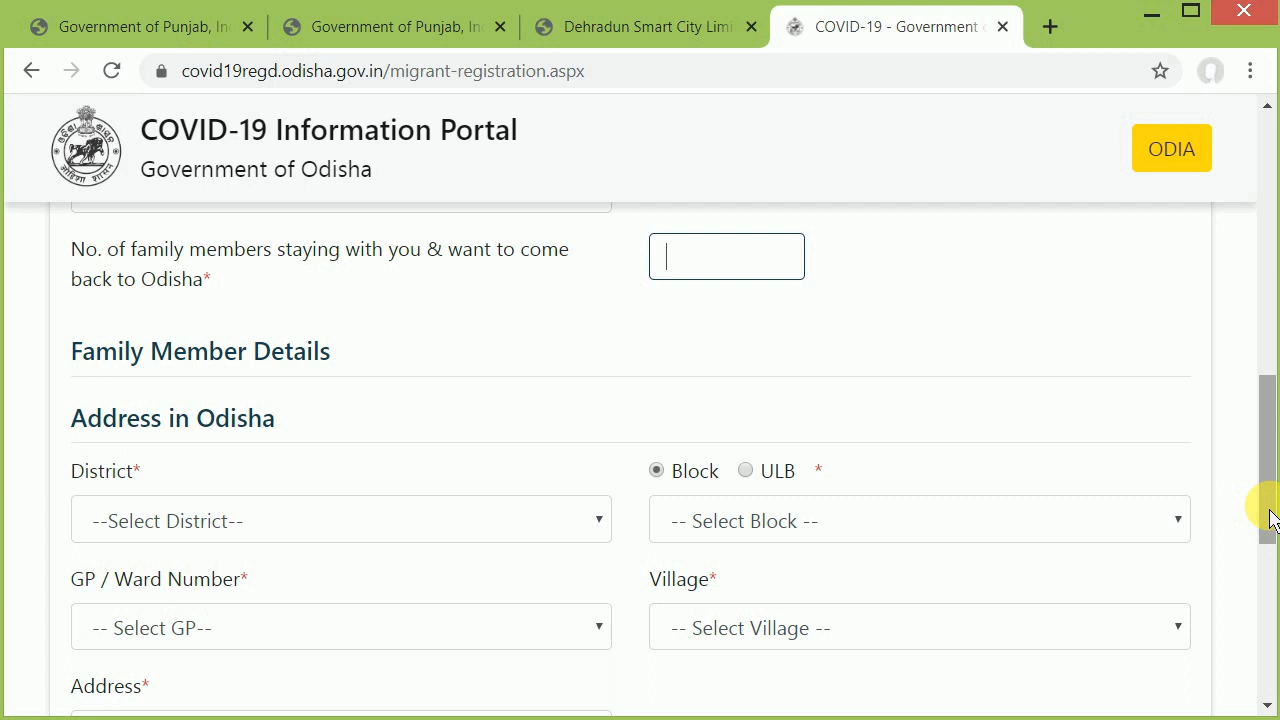 Government of Punjab, In
Government of Punjab, In
Dehradun Smart City Limi
COVID-19 - Government
covid19regd.odisha.gov.in/migrant-registration.aspx
COVID-19 Information Portal
Government of Odisha
ODIA
No. of family members staying with you & want to come
back to Odisha*
Family Member Details
Address in Odisha
District*
Block ULB *
--Select District--
-- Select Block --
GP / Ward Number*
Village*
-- Select GP--
-- Select Village --
Address*